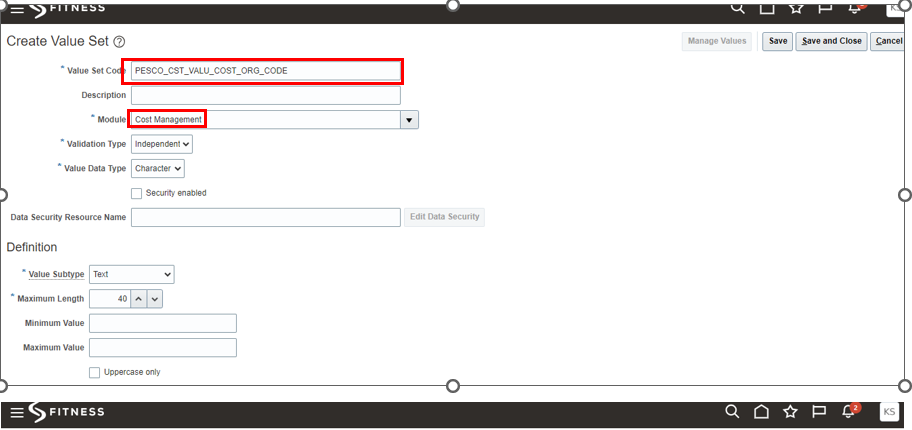 FITNESS
KS
Create Value Set ?
Manage Values Save Save and Close Cancel
* Value Set Code PESCO_CST_VALU_COST_ORG_CODE
Description
* Module Cost Management
* Validation Type Independent
* Value Data Type Character
Security enabled
Data Security Resource Name Edit Data Security
Definition
* Value Subtype Text
* Maximum Length 40
Minimum Value
Maximum Value
Uppercase only
FITNESS 2 KS